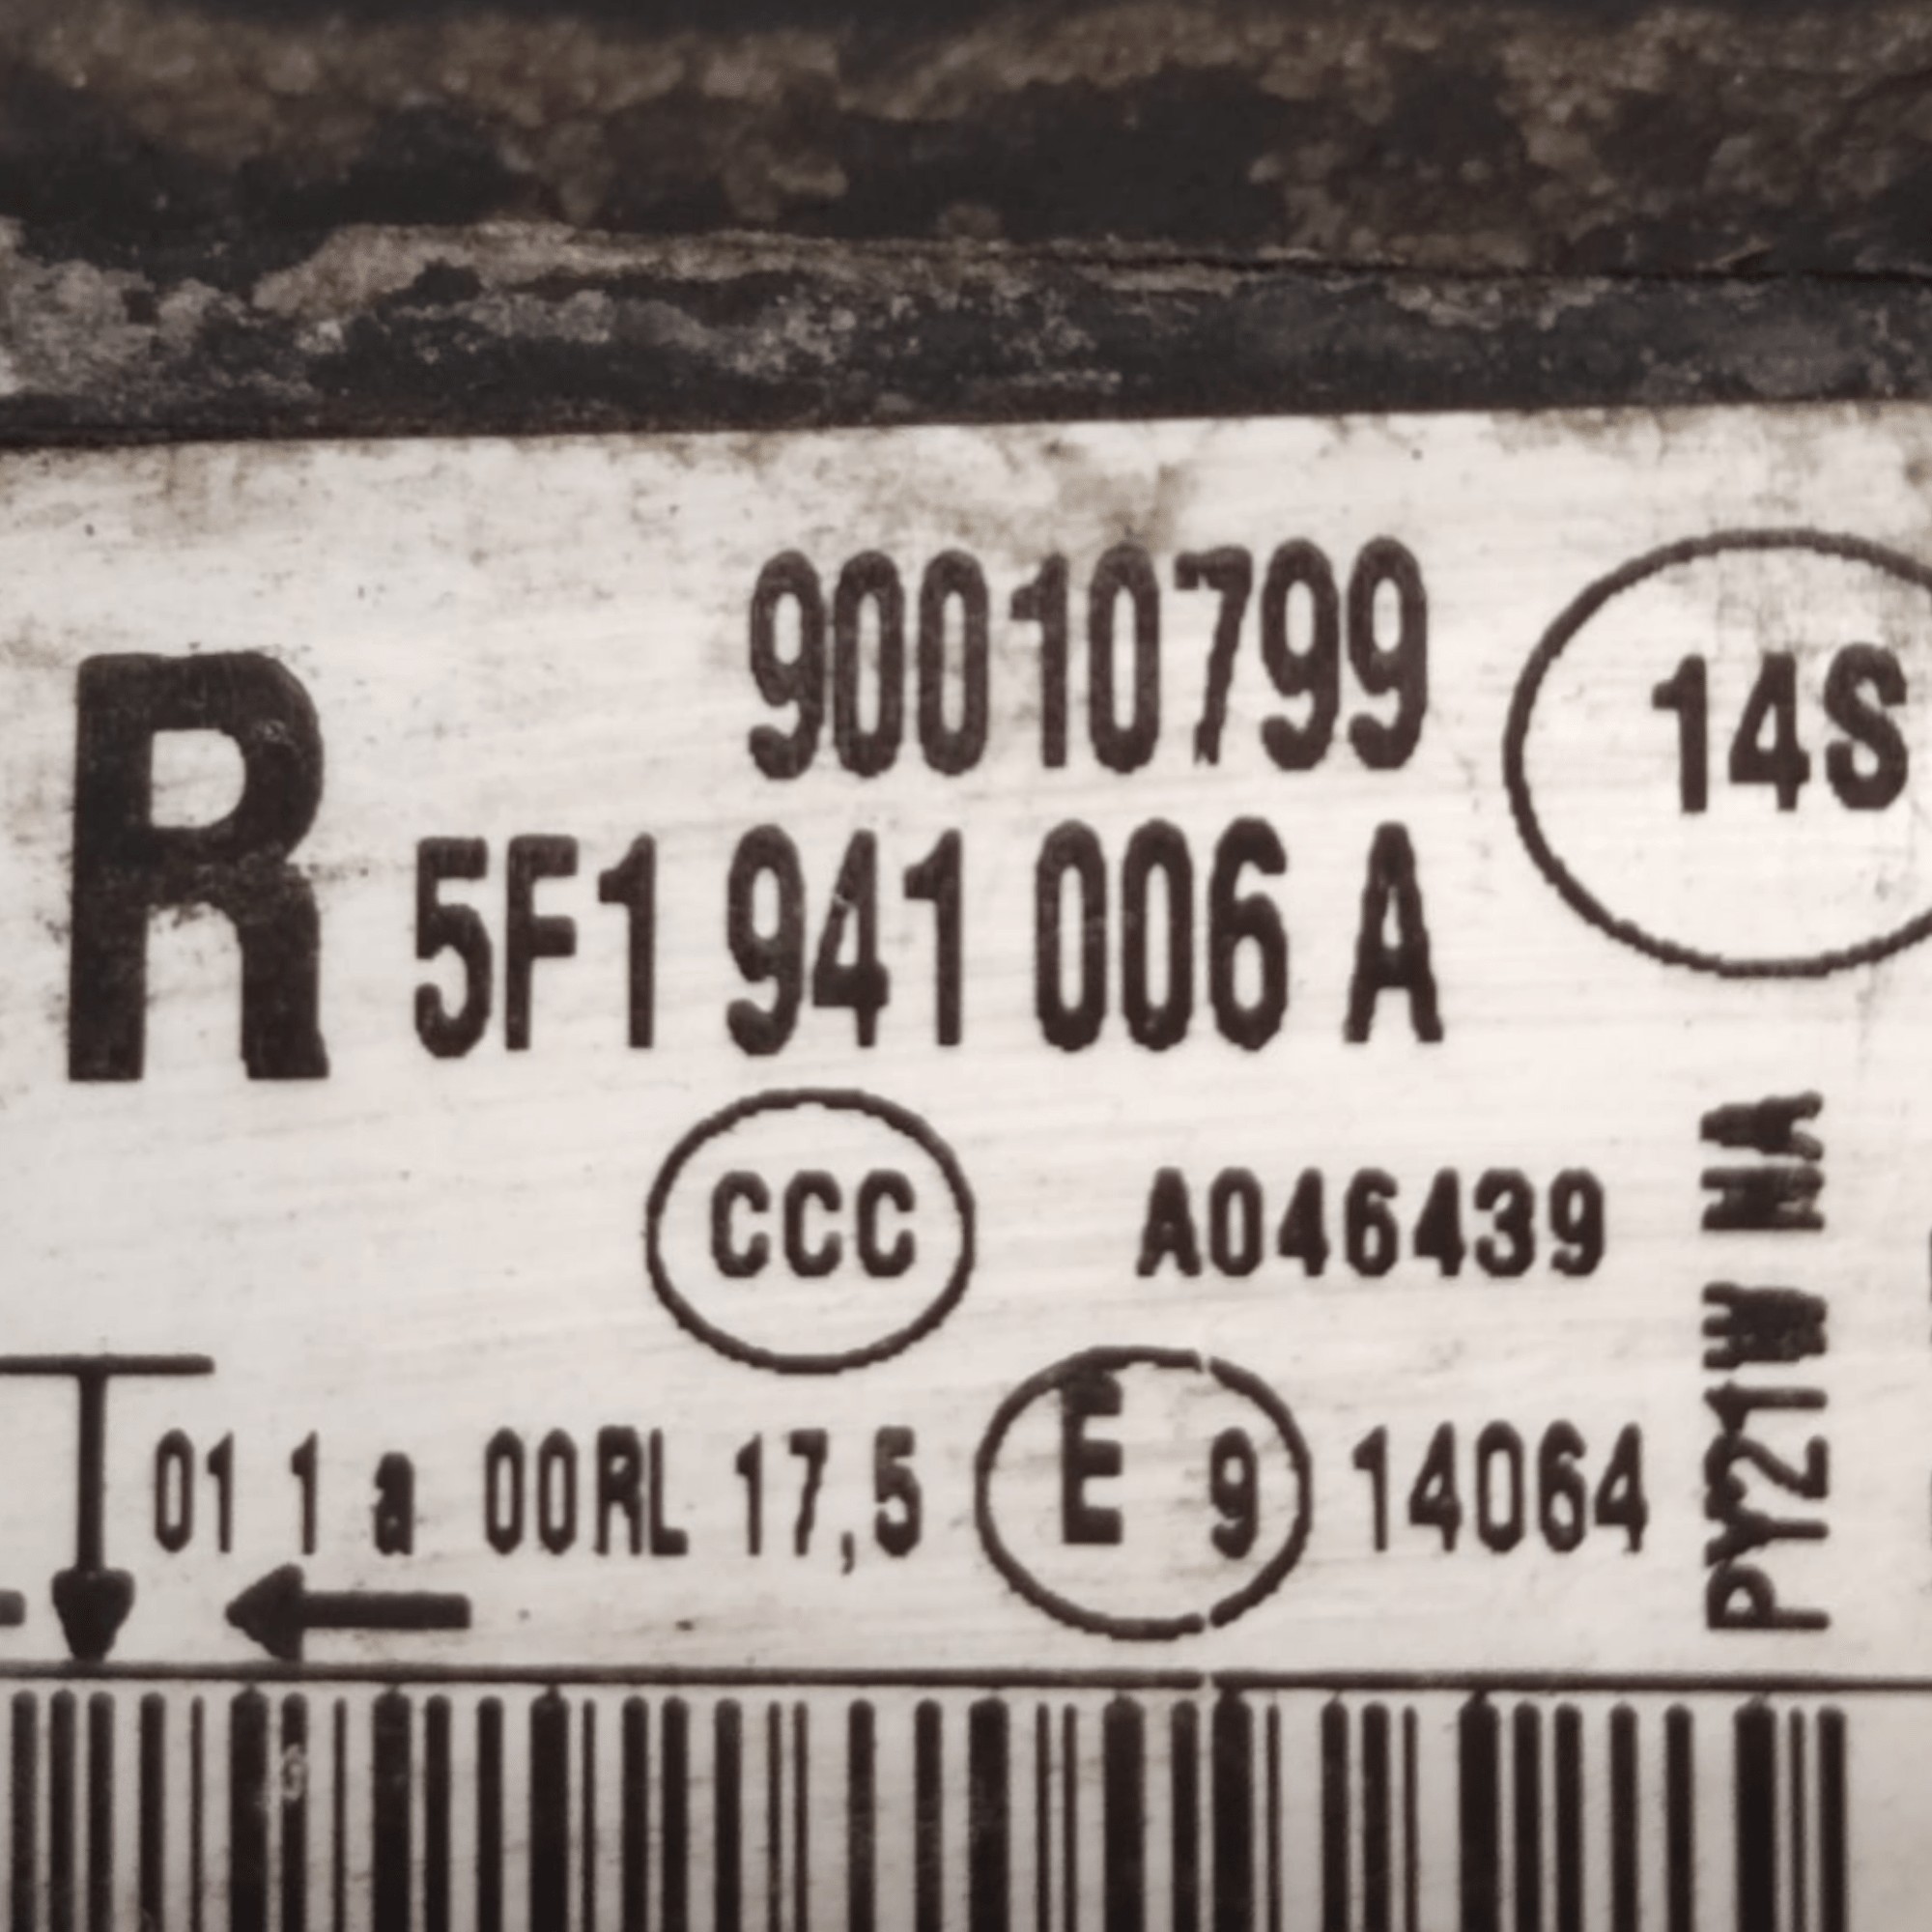 90010799
14S
R
5F1 941 006 A
CCC
A046439
PY21W NA
01 1 a 00RL 17,5
E 9
14064